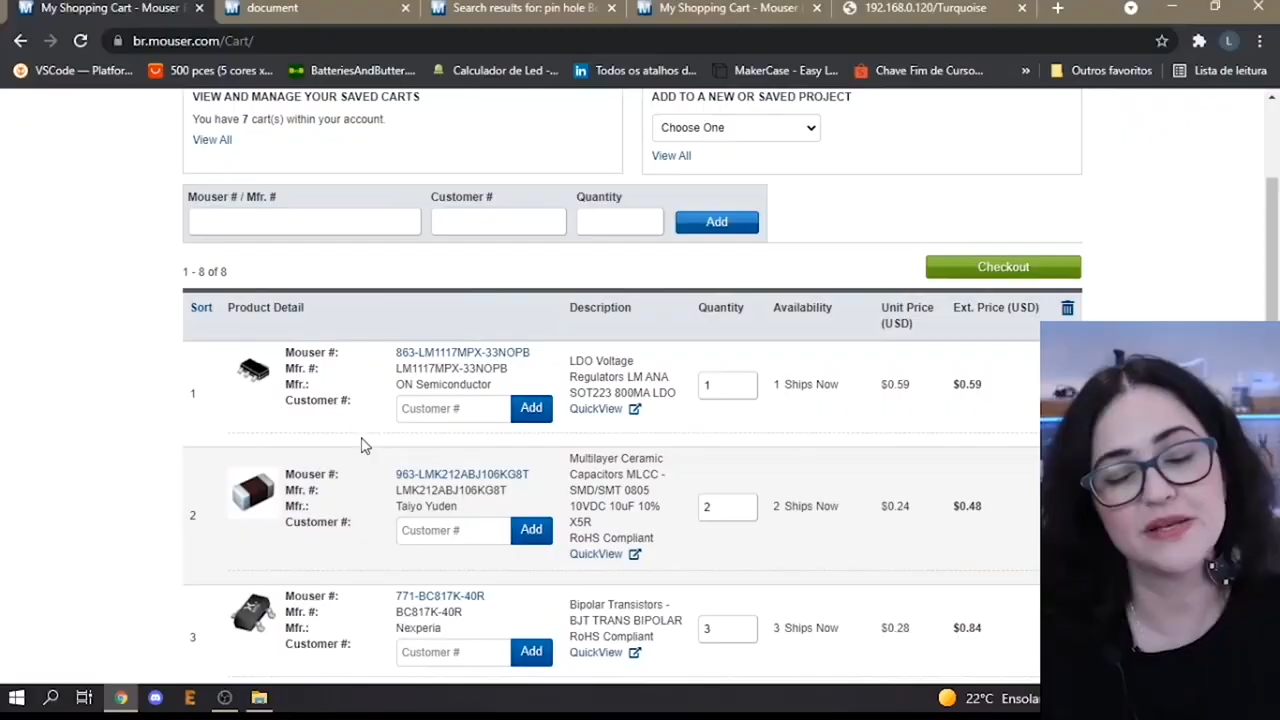 My Shopping Cart - Mouser
document
Search results for: pin hole
My Shopping Cart - Mouser
192.168.0.120/Turquoise
br.mouser.com/Cart/
L
VSCode — Platfor...
500 pces (5 cores x...
BatteriesAndButter...
Calculador de Led -...
Todos os atalhos d...
MakerCase - Easy L...
Chave Fim de Curso...
»
Outros favoritos
Lista de leitura
VIEW AND MANAGE YOUR SAVED CARTS
You have 7 cart(s) within your account.
View All
ADD TO A NEW OR SAVED PROJECT
Choose One
View All
Mouser # / Mfr. #
Customer #
Quantity
Add
1 - 8 of 8
Checkout
Sort
Product Detail
Description
Quantity
Availability
Unit Price
(USD)
Ext. Price (USD)
1
Mouser #:
863-LM1117MPX-33NOPB
Mfr. #:
LM1117MPX-33NOPB
Mfr.:
ON Semiconductor
Customer #:
Customer #
Add
LDO Voltage
Regulators LM ANA
SOT223 800MA LDO
QuickView
1
1 Ships Now
$0.59
$0.59
2
Mouser #:
963-LMK212ABJ106KG8T
Mfr. #:
LMK212ABJ106KG8T
Mfr.:
Taiyo Yuden
Customer #:
Customer #
Add
Multilayer Ceramic
Capacitors MLCC -
SMD/SMT 0805
10VDC 10uF 10%
X5R
RoHS Compliant
QuickView
2
2 Ships Now
$0.24
$0.48
3
Mouser #:
771-BC817K-40R
Mfr. #:
BC817K-40R
Mfr.:
Nexperia
Customer #:
Customer #
Add
Bipolar Transistors -
BJT TRANS BIPOLAR
RoHS Compliant
QuickView
3
3 Ships Now
$0.28
$0.84
22°C
Ensola